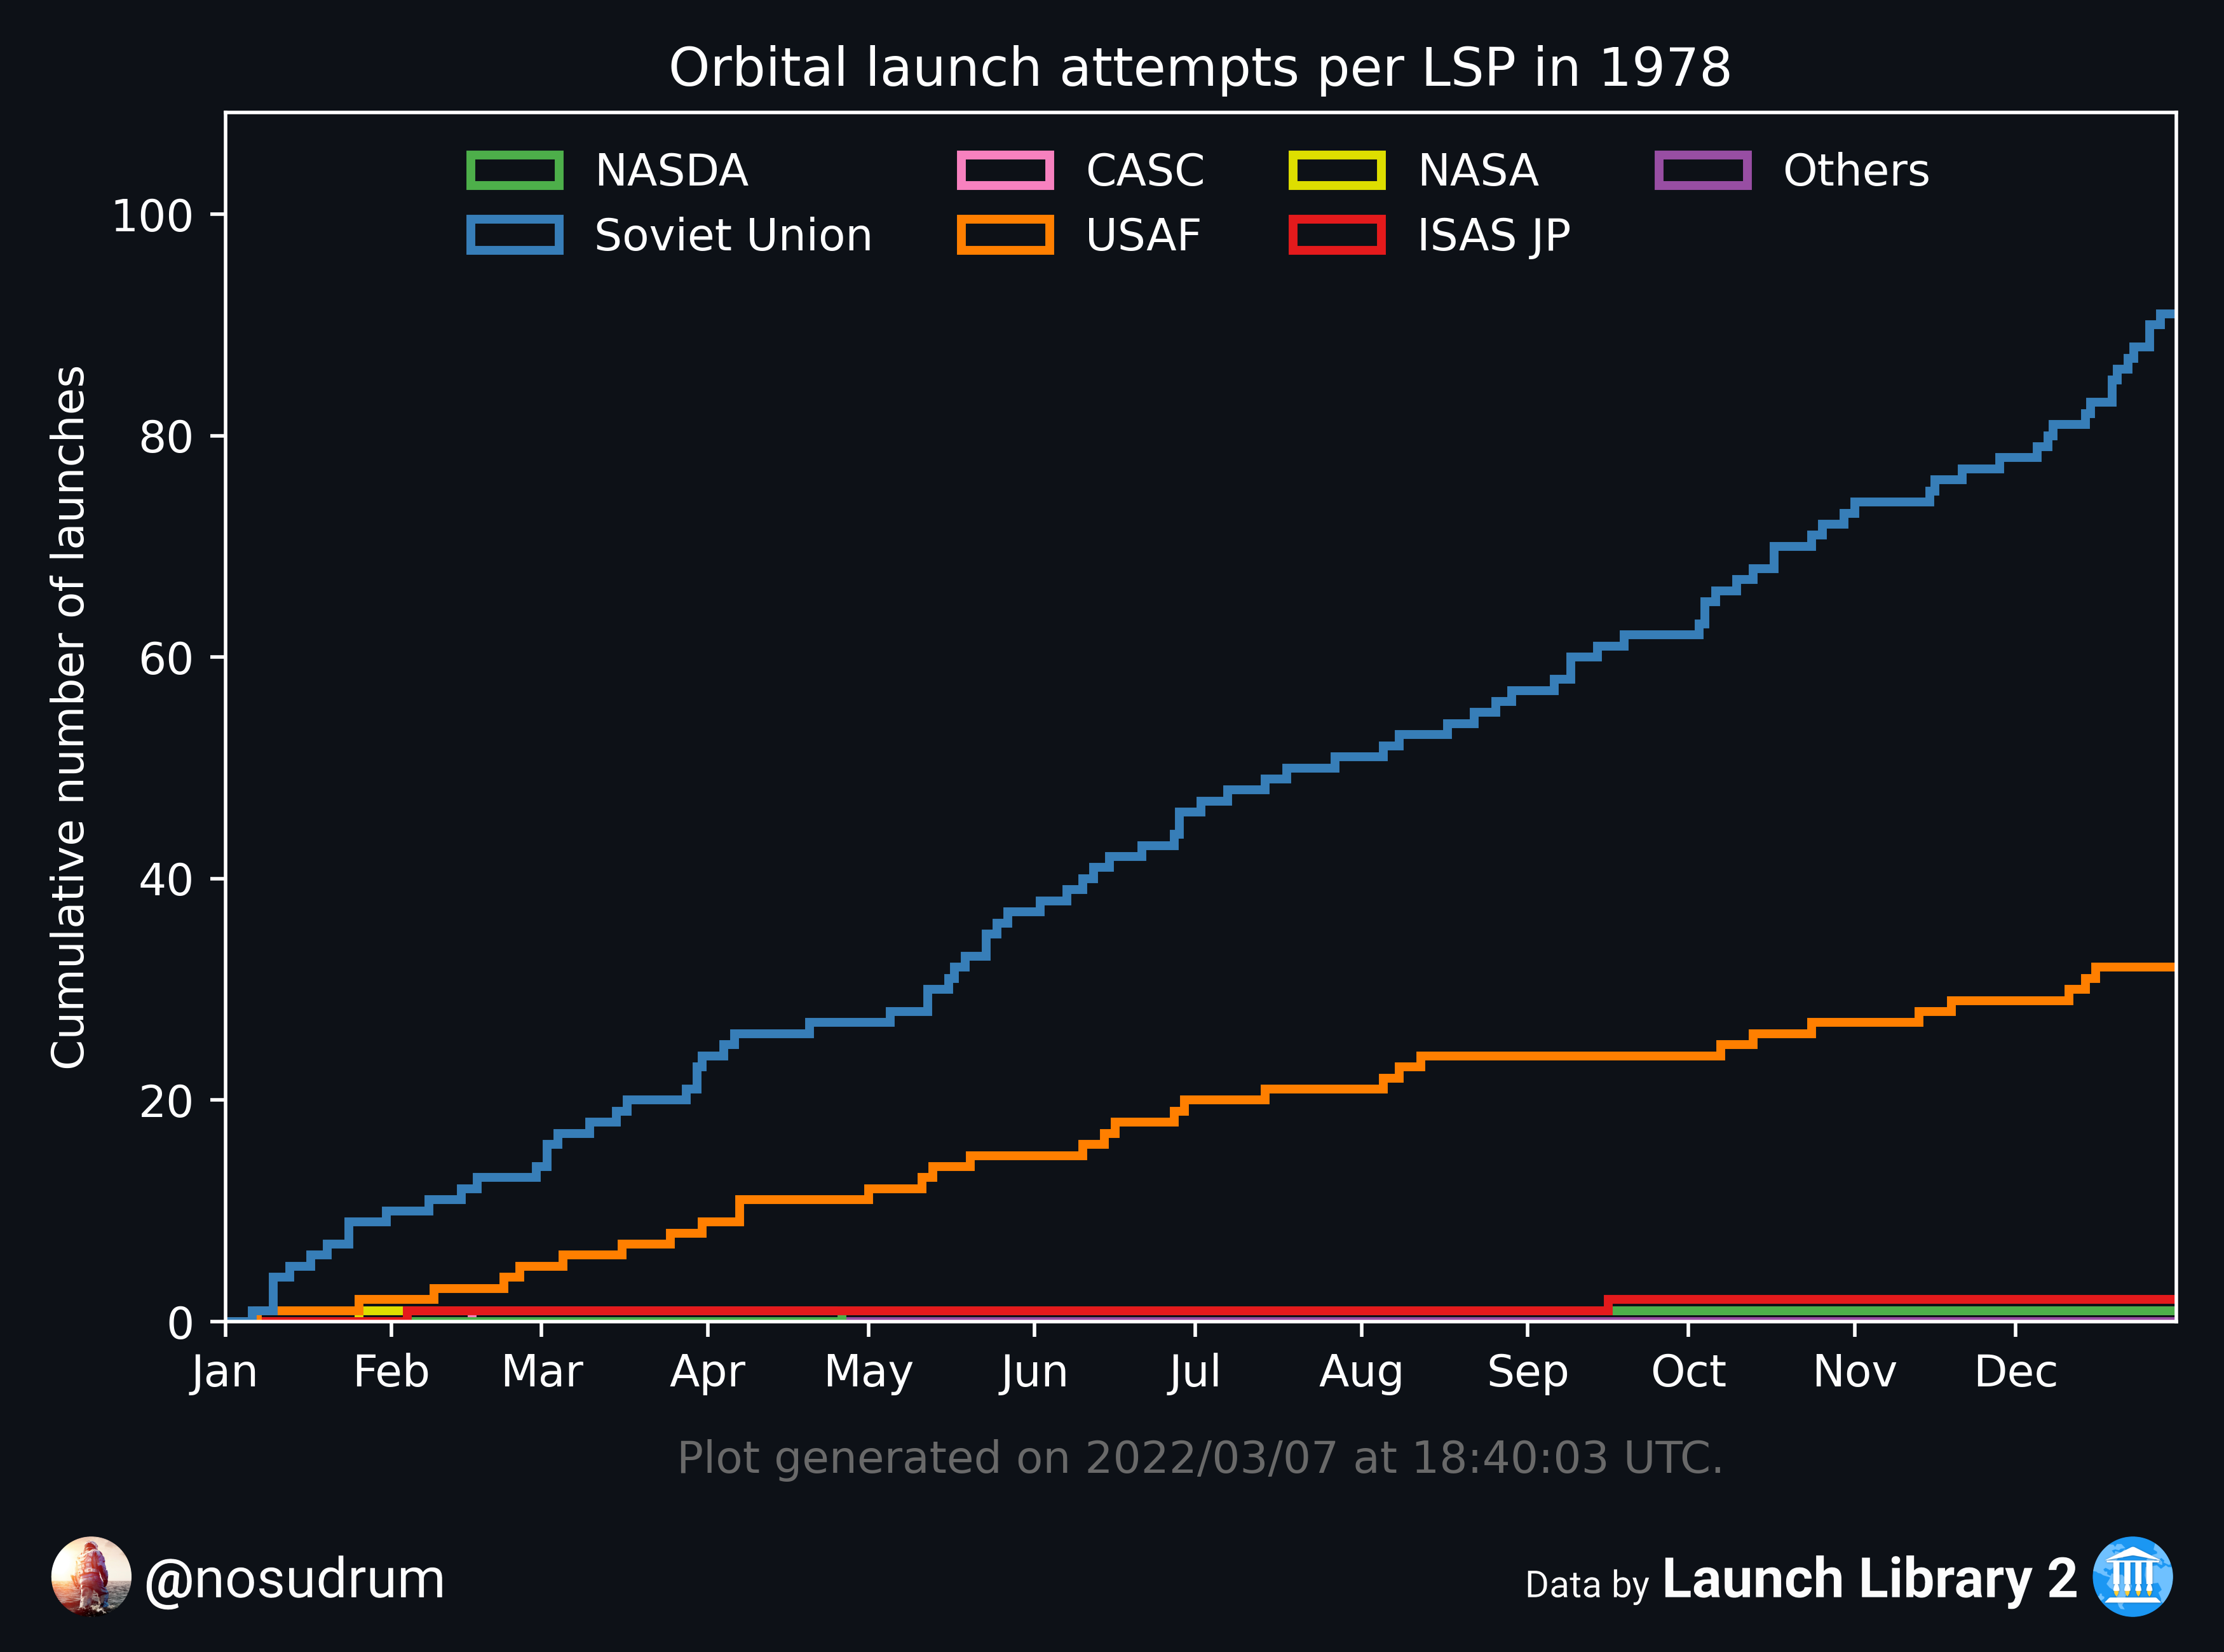 Orbital launch attempts per LSP in 1978
NASDA
Soviet Union
CASC
USAF
NASA
ISAS JP
Others
Cumulative number of launches
100
80
60
40
20
0
Jan Feb Mar Apr May Jun Jul Aug Sep Oct Nov Dec
Plot generated on 2022/03/07 at 18:40:03 UTC.
@nosudrum
Data by Launch Library 2